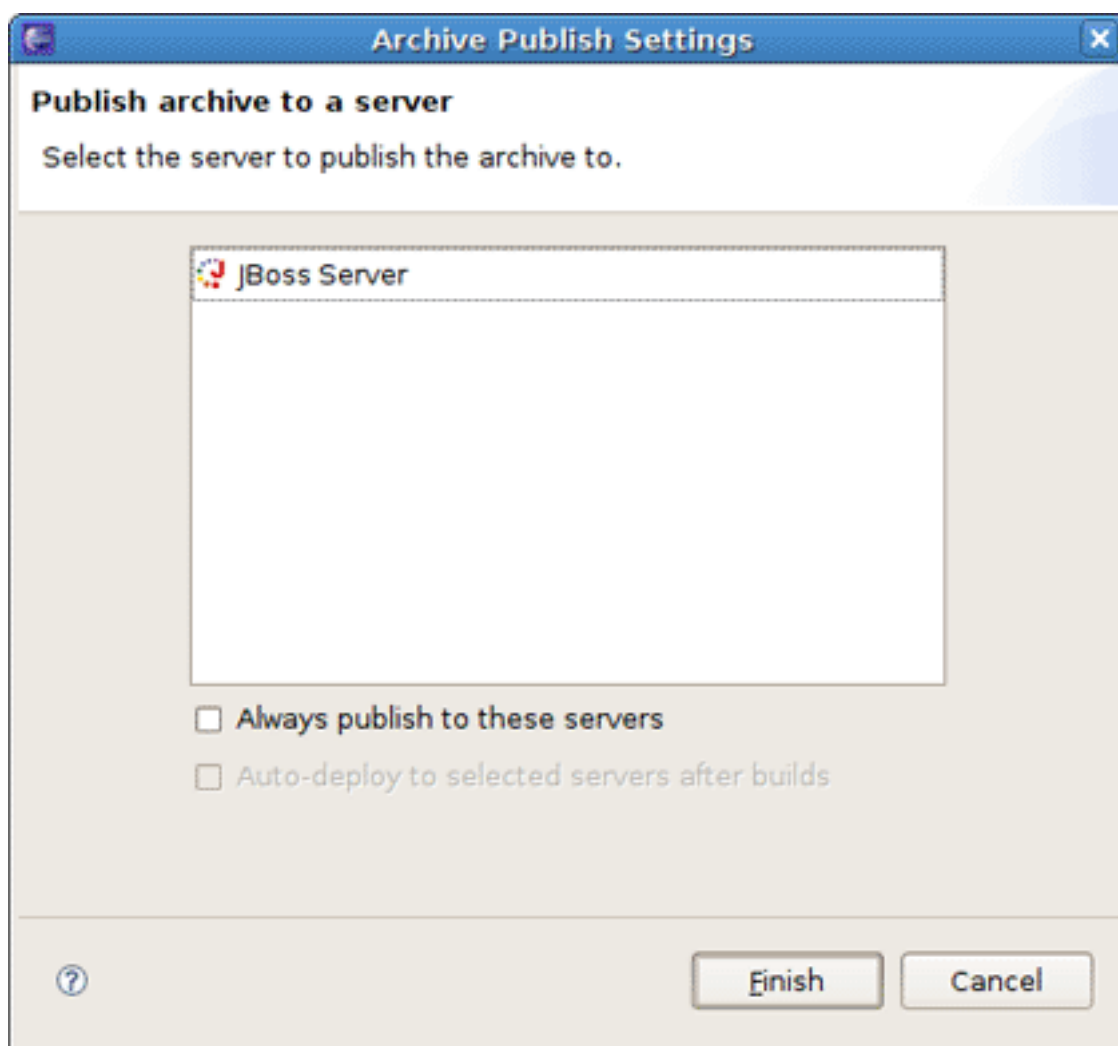 Archive Publish Settings
Publish archive to a server
Select the server to publish the archive to.
JBoss Server
Always publish to these servers
Auto-deploy to selected servers after builds
?
Finish
Cancel